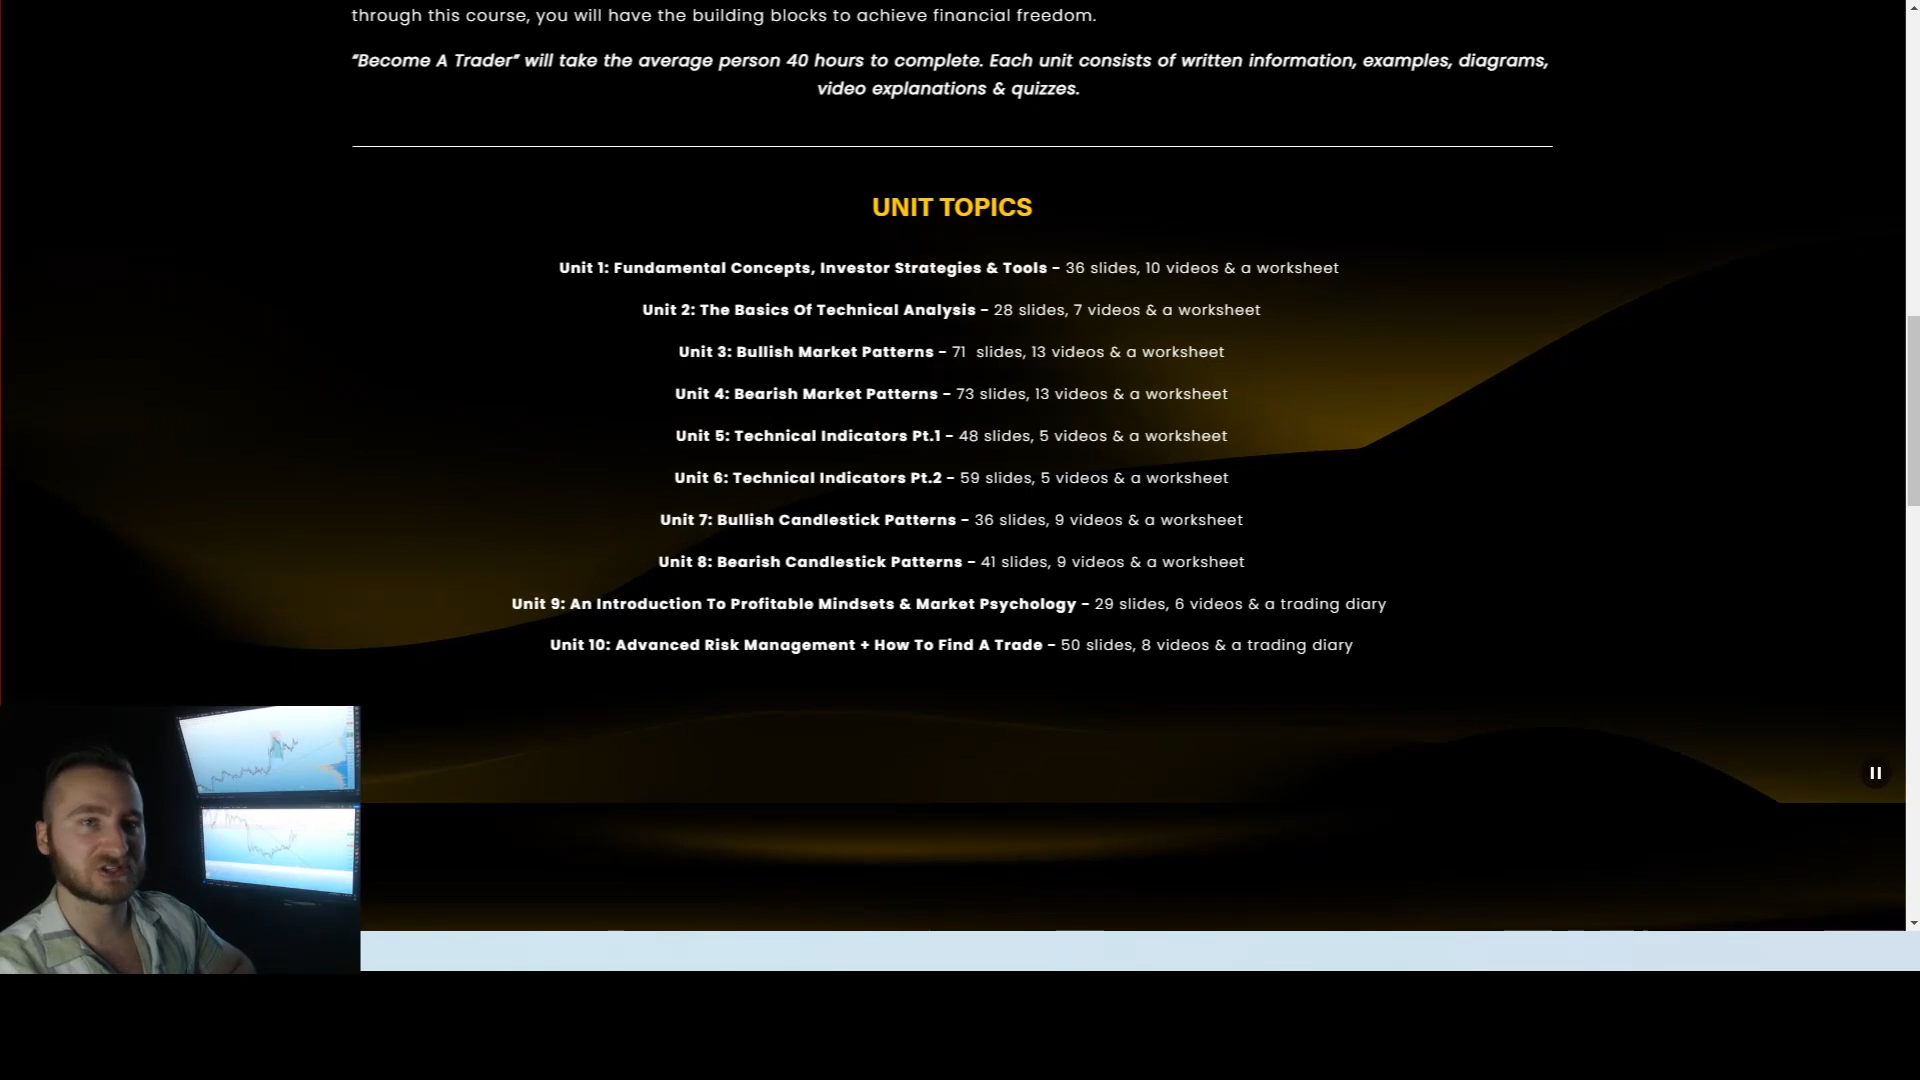 through this course, you will have the building blocks to achieve financial freedom.
“Become A Trader” will take the average person 40 hours to complete. Each unit consists of written information, examples, diagrams,
video explanations & quizzes.
UNIT TOPICS
Unit 1: Fundamental Concepts, Investor Strategies & Tools – 36 slides, 10 videos & a worksheet
Unit 2: The Basics Of Technical Analysis – 28 slides, 7 videos & a worksheet
Unit 3: Bullish Market Patterns – 71 slides, 13 videos & a worksheet
Unit 4: Bearish Market Patterns – 73 slides, 13 videos & a worksheet
Unit 5: Technical Indicators Pt.1 – 48 slides, 5 videos & a worksheet
Unit 6: Technical Indicators Pt.2 – 59 slides, 5 videos & a worksheet
Unit 7: Bullish Candlestick Patterns – 36 slides, 9 videos & a worksheet
Unit 8: Bearish Candlestick Patterns – 41 slides, 9 videos & a worksheet
Unit 9: An Introduction To Profitable Mindsets & Market Psychology – 29 slides, 6 videos & a trading diary
Unit 10: Advanced Risk Management + How To Find A Trade – 50 slides, 8 videos & a trading diary